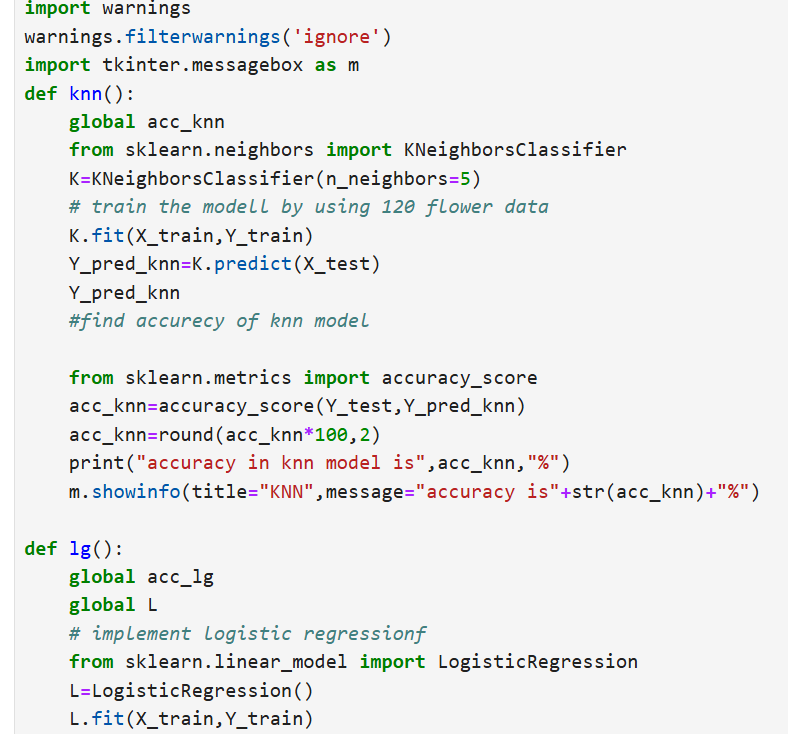 import warnings
warnings.filterwarnings('ignore')
import tkinter.messagebox as m
def knn():
    global acc_knn
    from sklearn.neighbors import KNeighborsClassifier
    K=KNeighborsClassifier(n_neighbors=5)
    # train the modell by using 120 flower data
    K.fit(X_train,Y_train)
    Y_pred_knn=K.predict(X_test)
    Y_pred_knn
    #find accurecy of knn model

    from sklearn.metrics import accuracy_score
    acc_knn=accuracy_score(Y_test,Y_pred_knn)
    acc_knn=round(acc_knn*100,2)
    print("accuracy in knn model is",acc_knn,"%")
    m.showinfo(title="KNN",message="accuracy is"+str(acc_knn)+"%")

def lg():
    global acc_lg
    global L
    # implement logistic regressionf
    from sklearn.linear_model import LogisticRegression
    L=LogisticRegression()
    L.fit(X_train,Y_train)